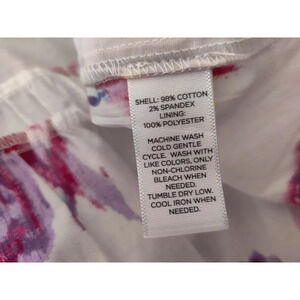 SHELL: 98% COTTON
2% SPANDEX
LINING:
100% POLYESTER
MACHINE WASH
COLD GENTLE
CYCLE. WASH WITH
LIKE COLORS, ONLY
NON-CHLORINE
BLEACH WHEN
NEEDED.
TUMBLE DRY LOW.
COOL IRON WHEN
NEEDED.